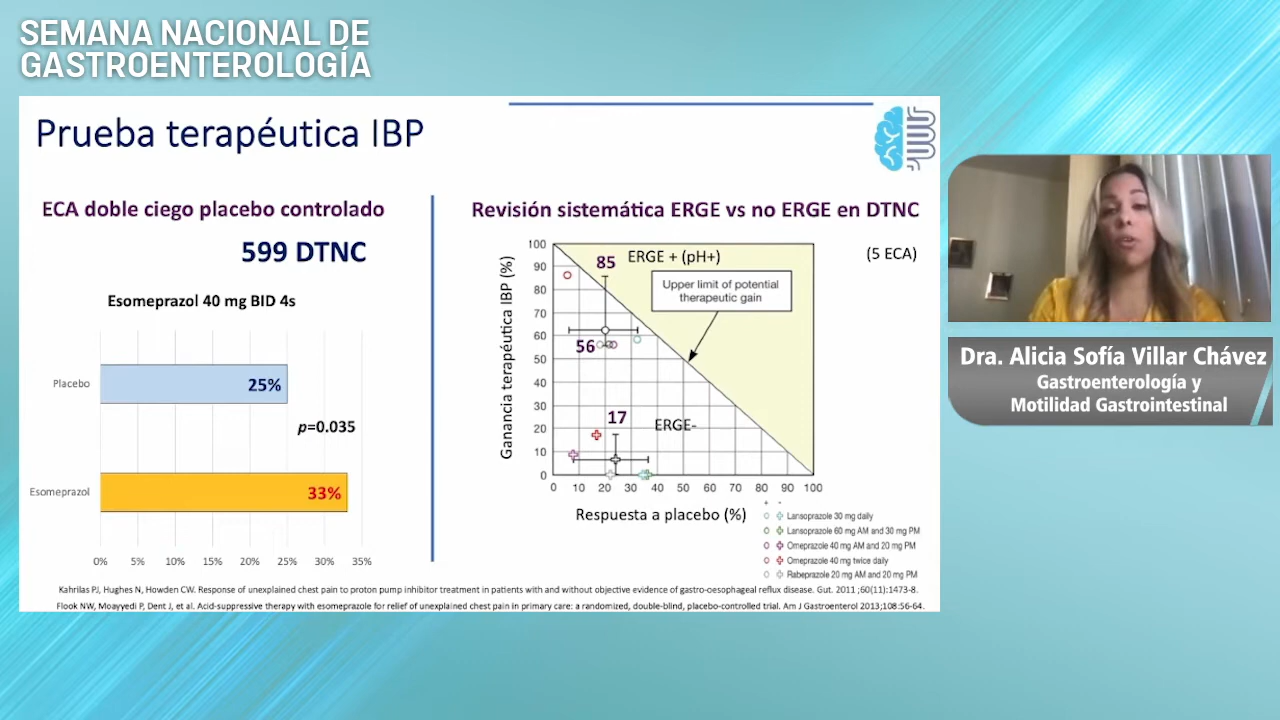 SEMANA NACIONAL DE
GASTROENTEROLOGÍA
Prueba terapéutica IBP
ECA doble ciego placebo controlado
599 DTNC
Esomeprazol 40 mg BID 4s
Placebo
25%
p=0.035
Esomeprazol
33%
0% 5% 10% 15% 20% 25% 30% 35%
Revisión sistemática ERGE vs no ERGE en DTNC
(5 ECA)
Ganancia terapéutica IBP (%)
100
90
80
70
60
50
40
30
20
10
0
85
ERGE + (pH+)
Upper limit of potential
therapeutic gain
56
17
ERGE-
0 10 20 30 40 50 60 70 80 90 100
Respuesta a placebo (%)
+ -
Lansoprazole 30 mg daily
Lansoprazole 60 mg AM and 30 mg PM
Omeprazole 40 mg AM and 20 mg PM
Omeprazole 40 mg twice daily
Rabeprazole 20 mg AM and 20 mg PM
Kahrilas PJ, Hughes N, Howden CW. Response of unexplained chest pain to proton pump inhibitor treatment in patients with and without objective evidence of gastro-oesophageal reflux disease. Gut. 2011 ;60(11):1473-8.
Flook NW, Moayyedi P, Dent J, et al. Acid-suppressive therapy with esomeprazole for relief of unexplained chest pain in primary care: a randomized, double-blind, placebo-controlled trial. Am J Gastroenterol 2013;108:56-64.
Dra. Alicia Sofía Villar Chávez
Gastroenterología y
Motilidad Gastrointestinal